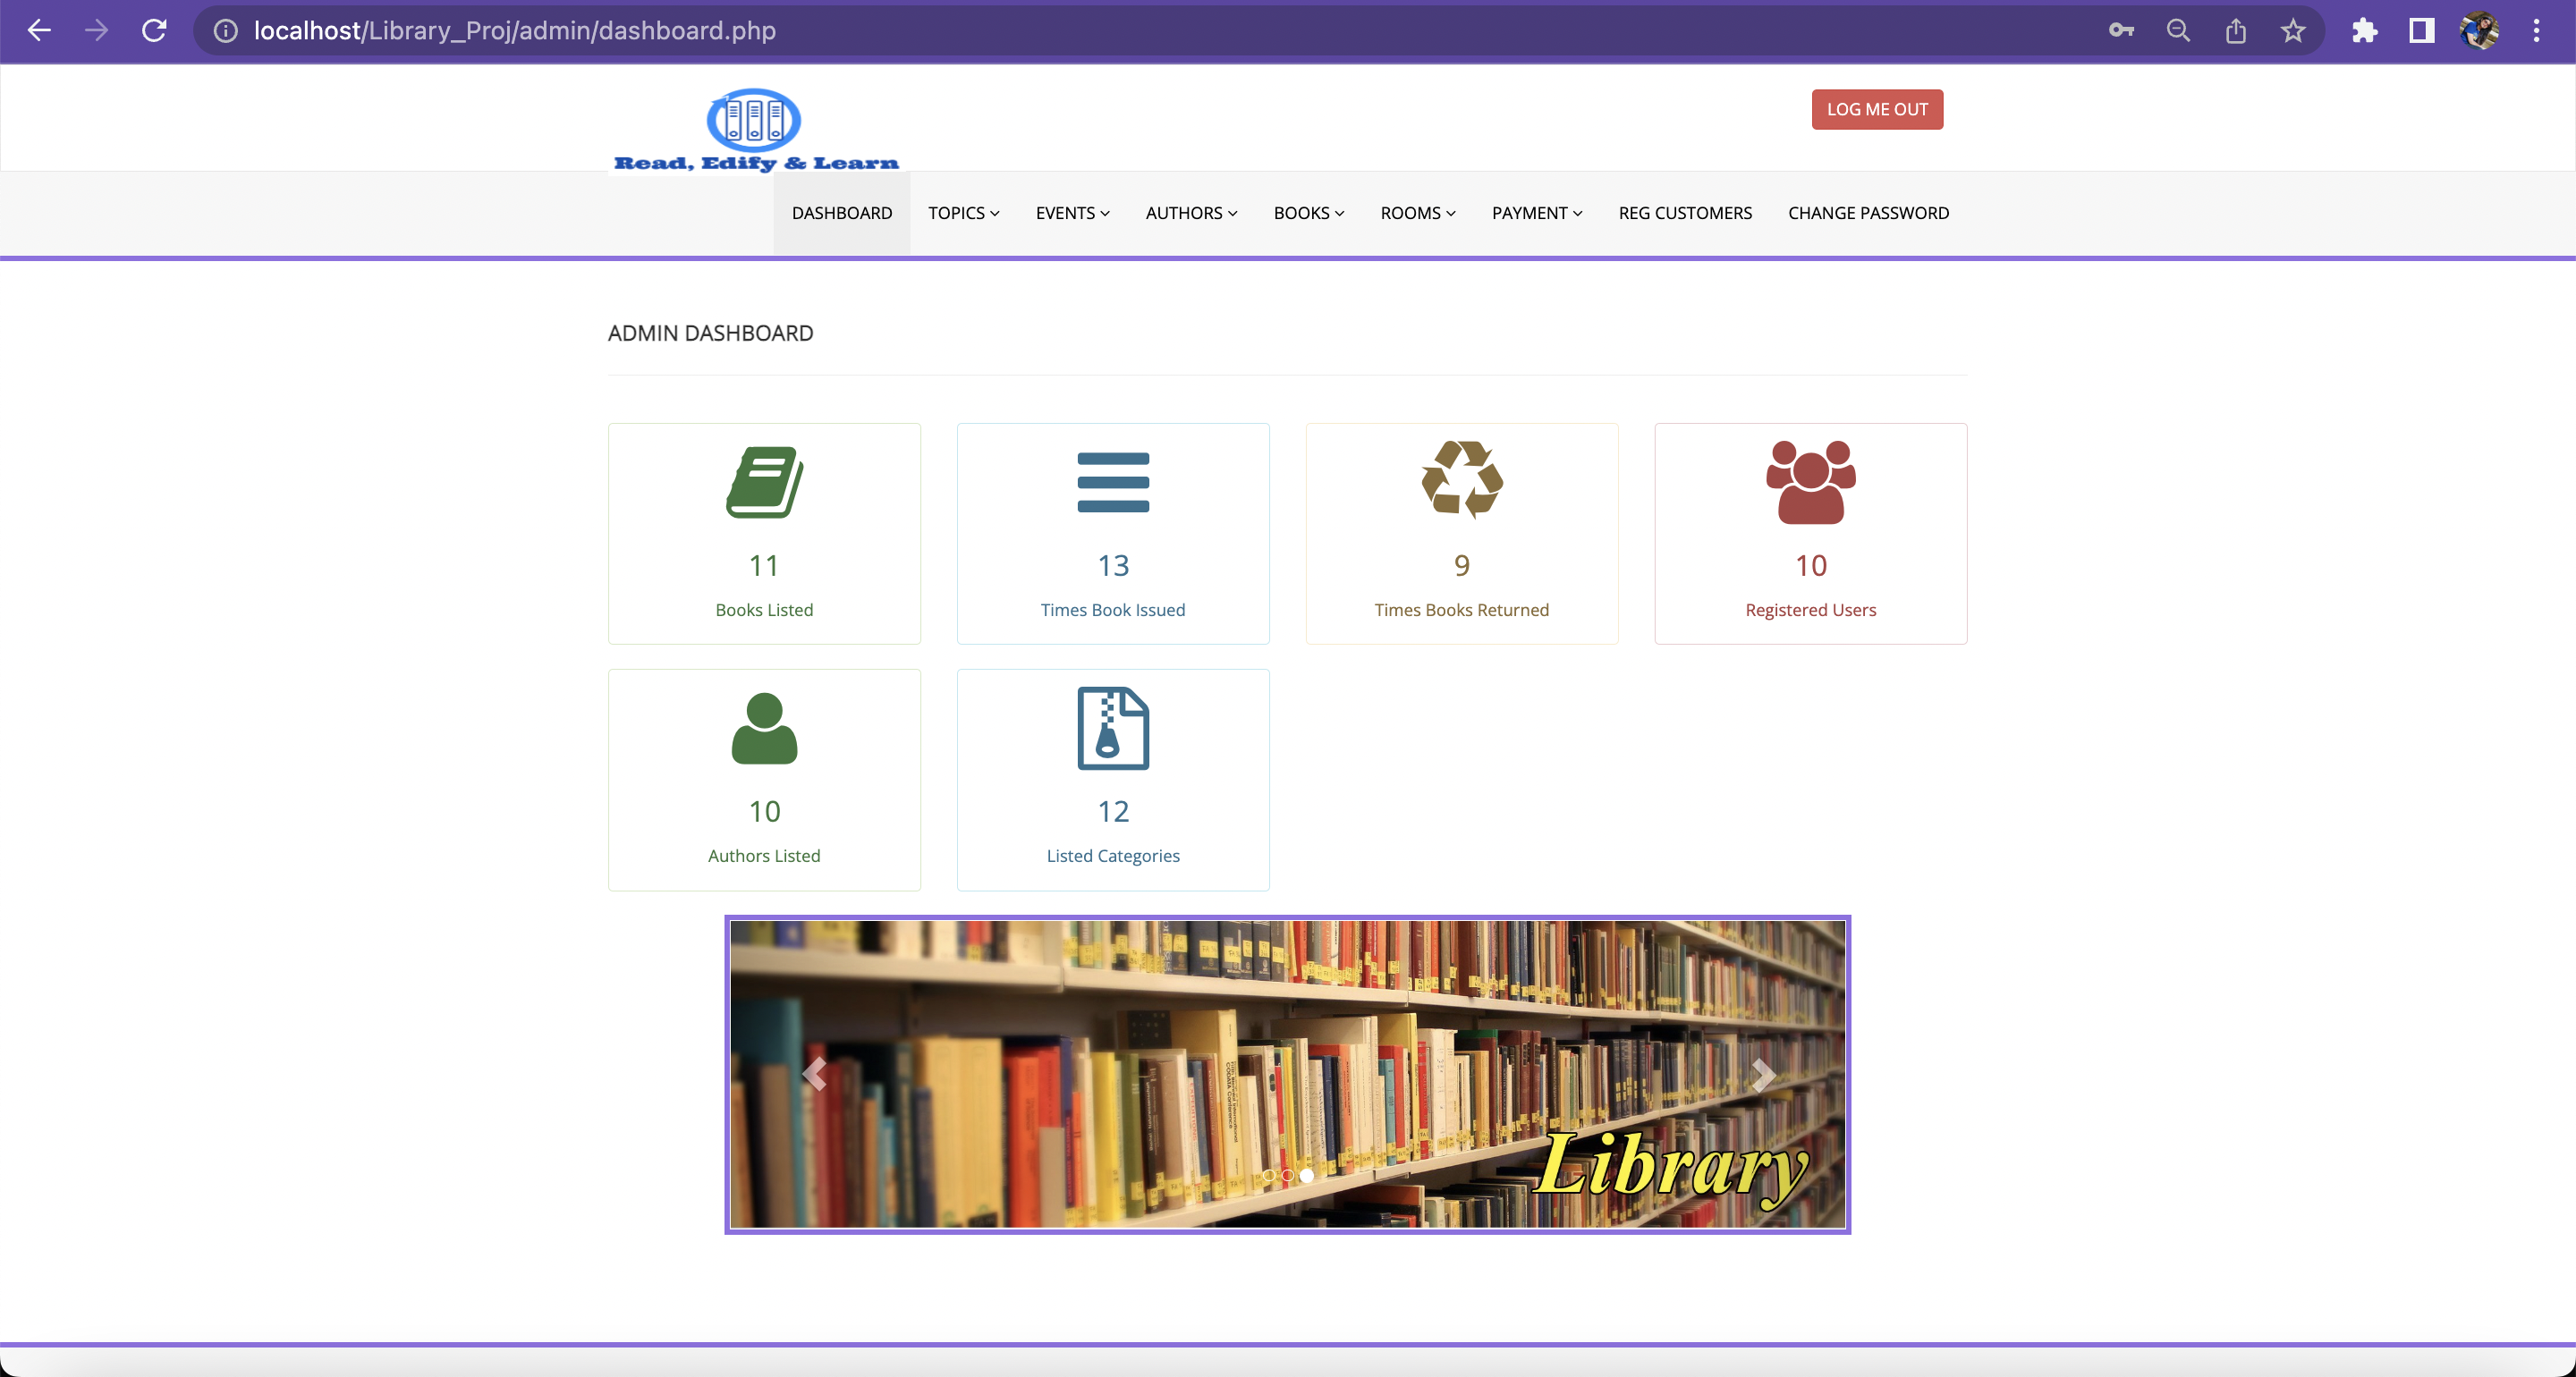 localhost/Library_Proj/admin/dashboard.php
LOG ME OUT
Read, Edify & Learn
DASHBOARD TOPICS EVENTS AUTHORS BOOKS ROOMS PAYMENT REG CUSTOMERS CHANGE PASSWORD
ADMIN DASHBOARD
11
Books Listed
13
Times Book Issued
9
Times Books Returned
10
Registered Users
10
Authors Listed
12
Listed Categories
Library